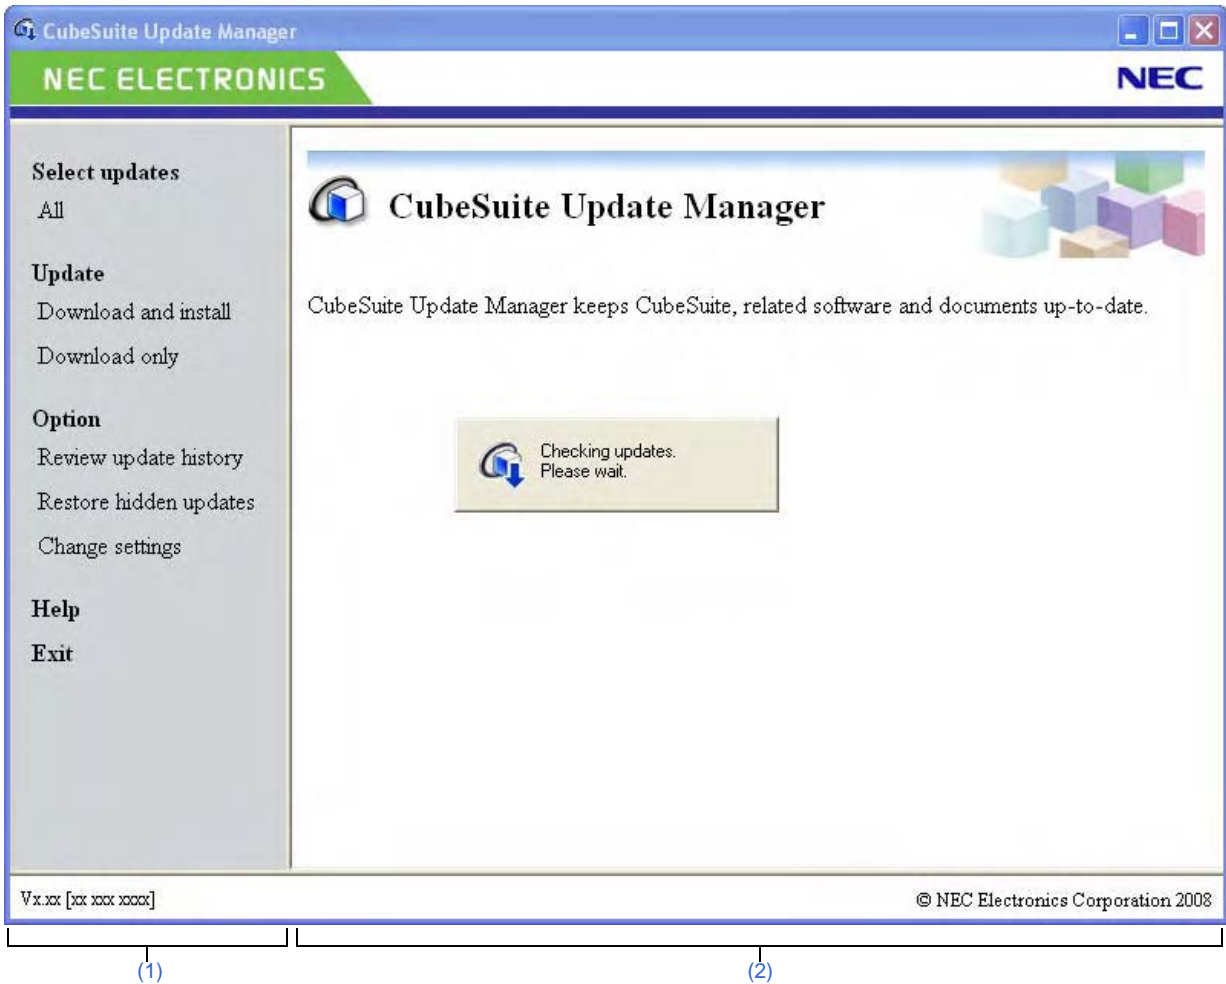 CubeSuite Update Manager
NEC ELECTRONICS
NEC
Select updates
All
Update
Download and install
Download only
Option
Review update history
Restore hidden updates
Change settings
Help
Exit
CubeSuite Update Manager
CubeSuite Update Manager keeps CubeSuite, related software and documents up-to-date.
Checking updates.
Please wait.
Vx.xx [xx xxx xxxx]
© NEC Electronics Corporation 2008
(1)
(2)